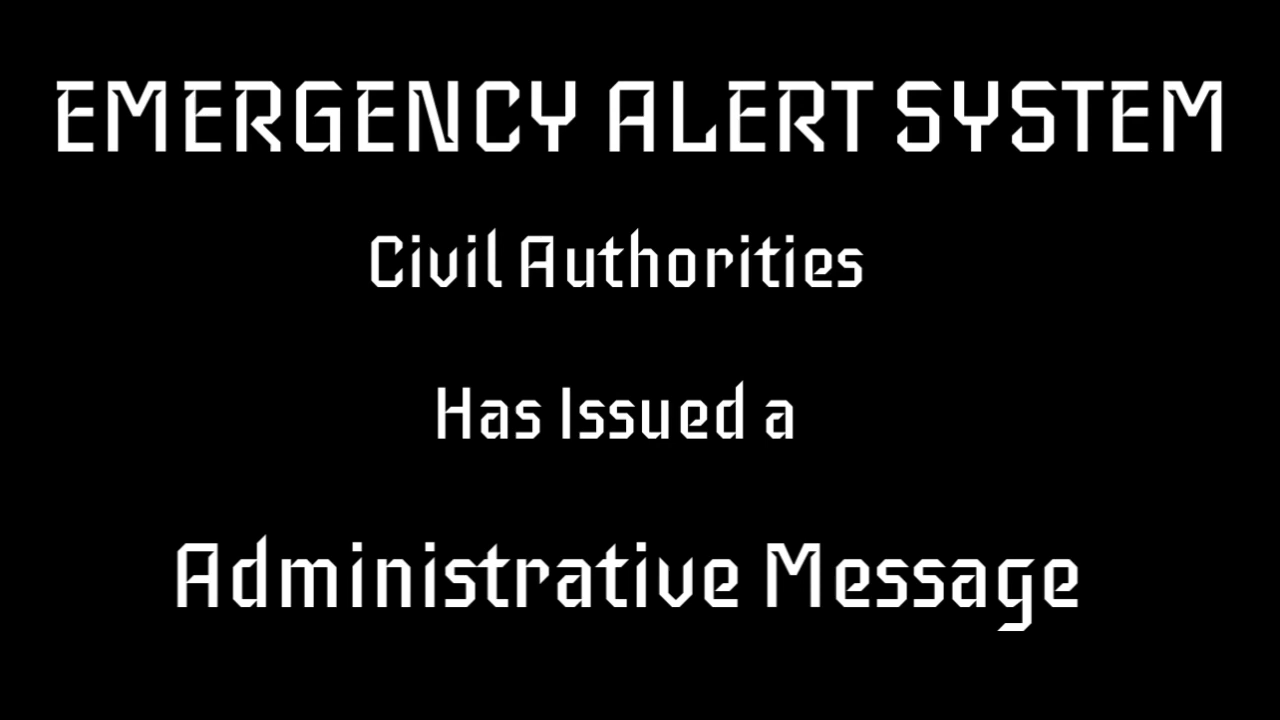 EMERGENCY ALERT SYSTEM
Civil Authorities
Has Issued a
Administrative Message